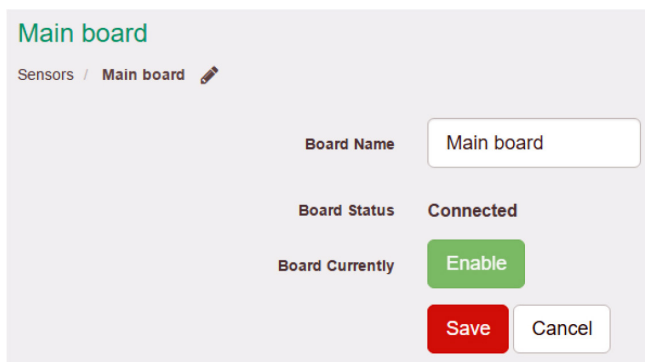 Main board
Sensors / Main board
Board Name Main board
Board Status Connected
Board Currently Enable
Save Cancel